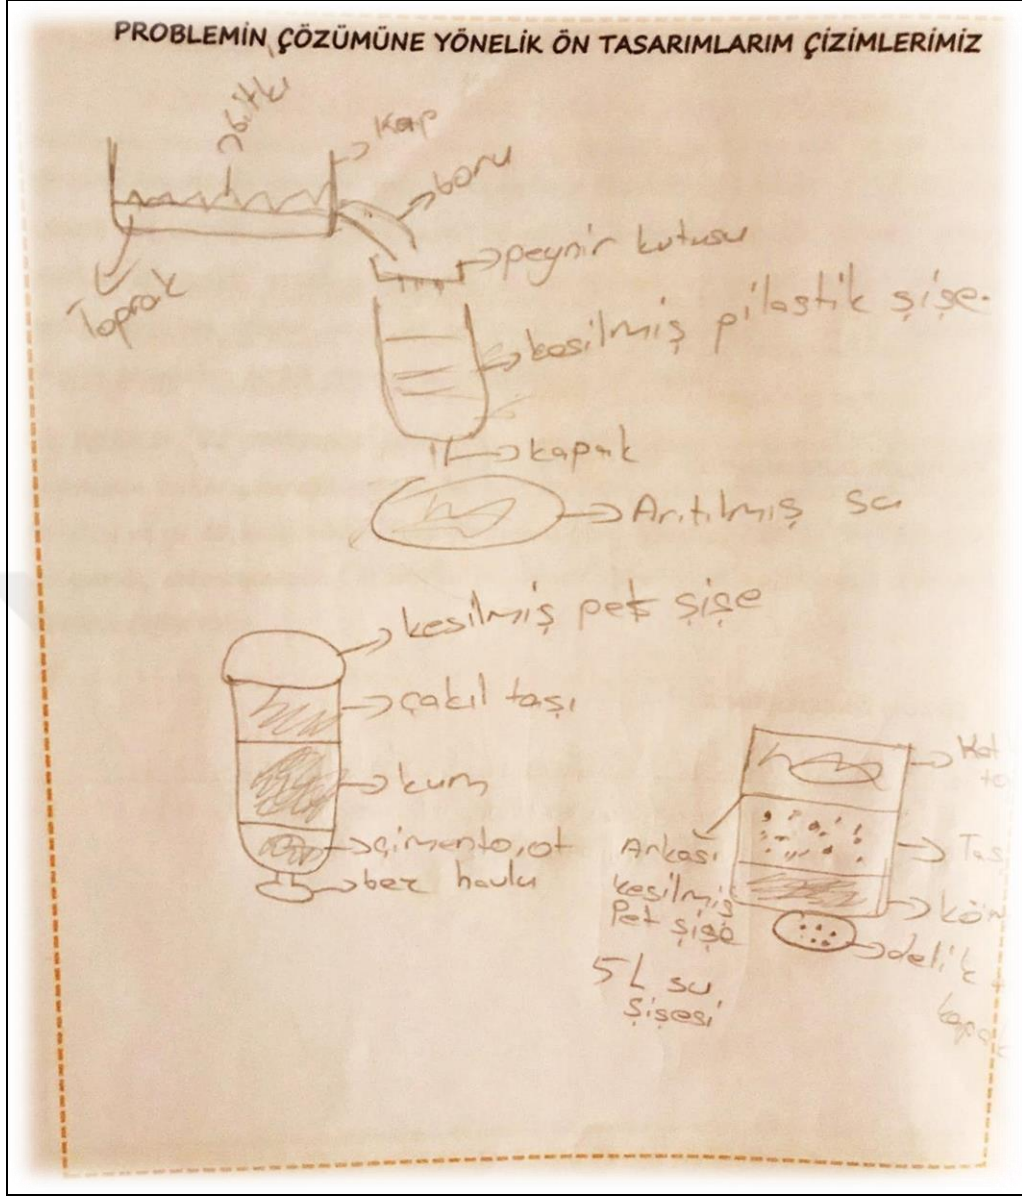 PROBLEMİN ÇÖZÜMÜNE YÖNELİK ÖN TASARIMLARIM ÇİZİMLERİMİZ
Bitki
Kap
boru
Toprak
peynir kutusu
kesilmiş pilastik şişe.
kapak
Arıtılmış su
kesilmiş pet şişe
çakıl taşı
kum
çimento, ot
bez havlu
Arkası
kesilmiş
Pet şişe
5 L su
şişesi
Taş
delik
kapak